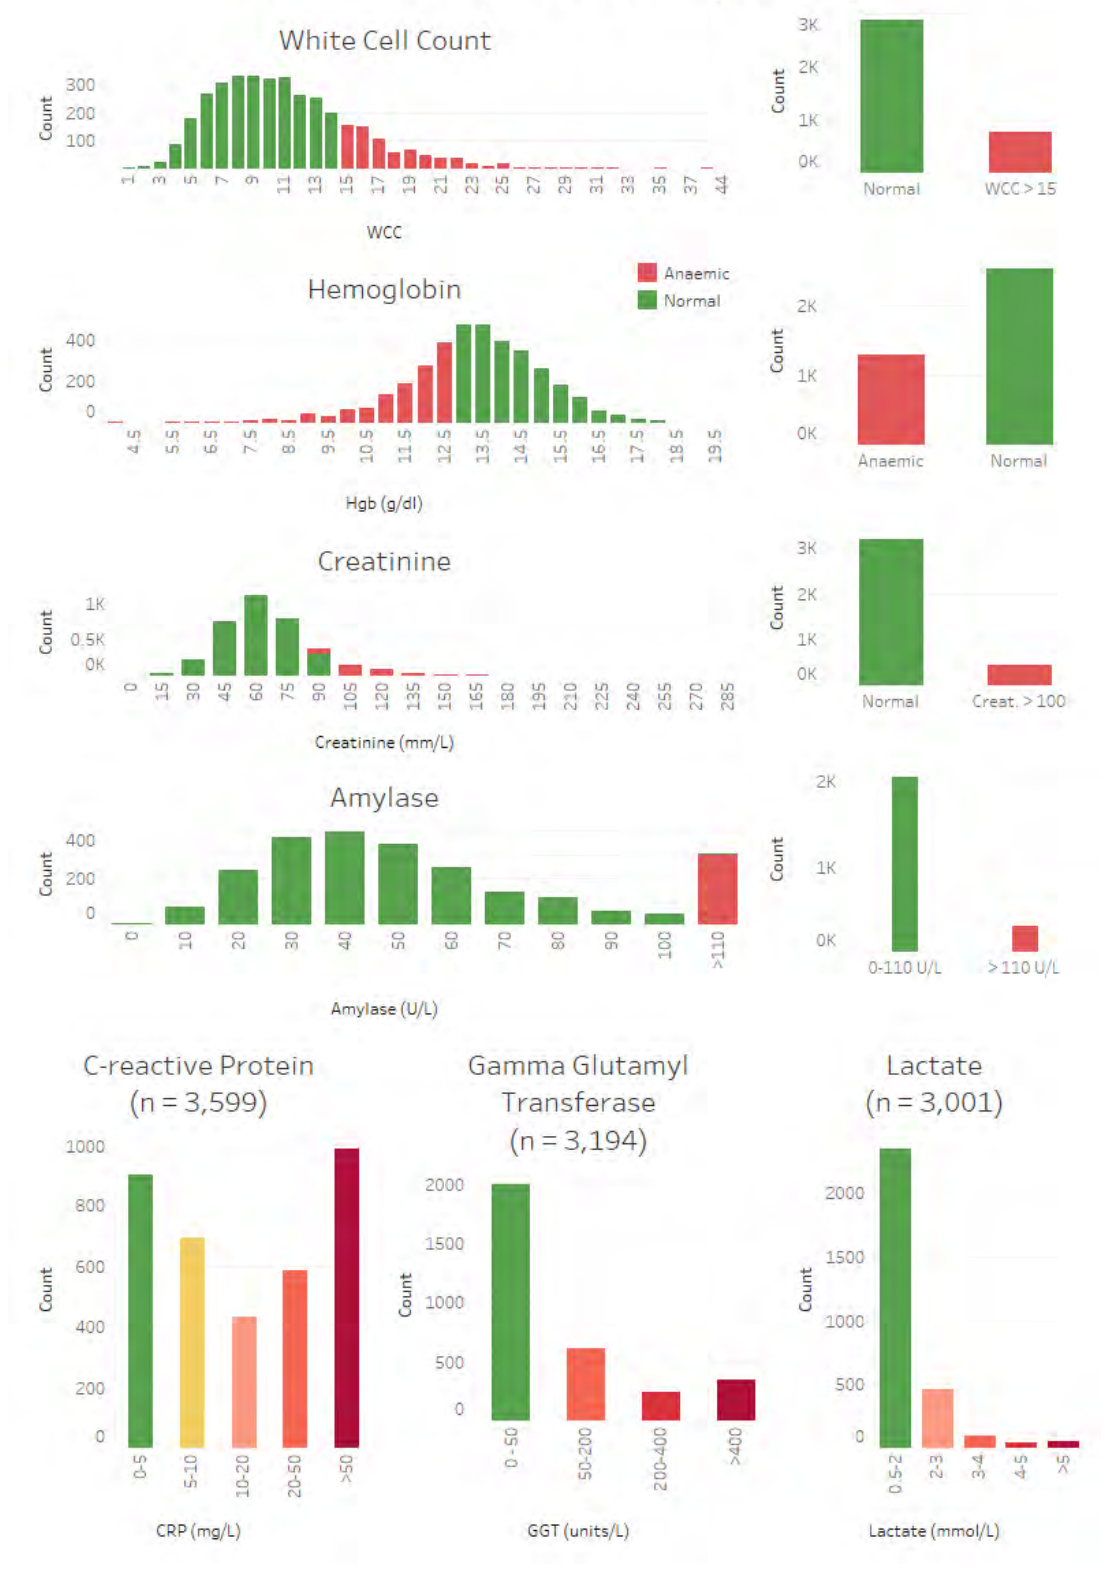 White Cell Count
Count
300
200
100
1
3
5
7
9
11
13
15
17
19
21
23
25
27
29
31
33
35
37
44
WCC
Count
3K
2K
1K
0K
Normal
WCC > 15
Hemoglobin
Anaemic
Normal
Count
400
200
0
4.5
5.5
6.5
7.5
8.5
9.5
10.5
11.5
12.5
13.5
14.5
15.5
16.5
17.5
18.5
19.5
Hgb (g/dl)
Count
2K
1K
0K
Anaemic
Normal
Creatinine
Count
1K
0.5K
0K
0
15
30
45
60
75
90
105
120
135
150
165
180
195
210
225
240
255
270
285
Creatinine (mm/L)
Count
3K
2K
1K
0K
Normal
Creat. > 100
Amylase
Count
400
200
0
0
10
20
30
40
50
60
70
80
90
100
>110
Amylase (U/L)
Count
2K
1K
0K
0-110 U/L
> 110 U/L
C-reactive Protein
(n = 3,599)
Count
1000
800
600
400
200
0
0-5
5-10
10-20
20-50
>50
CRP (mg/L)
Gamma Glutamyl
Transferase
(n = 3,194)
Count
2000
1500
1000
500
0
0 - 50
50-200
200-400
>400
GGT (units/L)
Lactate
(n = 3,001)
Count
2000
1500
1000
500
0
0.5-2
2-3
3-4
4-5
>5
Lactate (mmol/L)